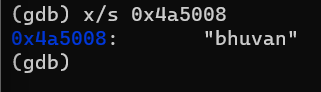 (gdb) x/s 0x4a5008
0x4a5008:       "bhuvan"
(gdb)